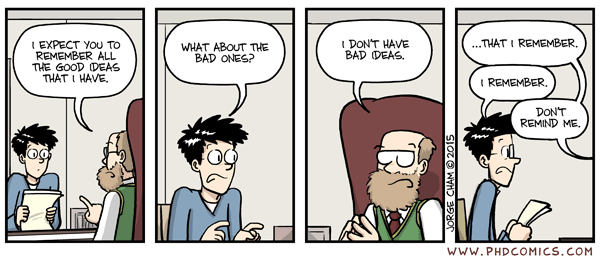 I EXPECT YOU TO
REMEMBER ALL
THE GOOD IDEAS
THAT I HAVE.
WHAT ABOUT THE
BAD ONES?
I DON'T HAVE
BAD IDEAS.
...THAT I REMEMBER.
I REMEMBER.
DON'T
REMIND ME.
JORGE CHAM © 2015
WWW.PHDCOMICS.COM